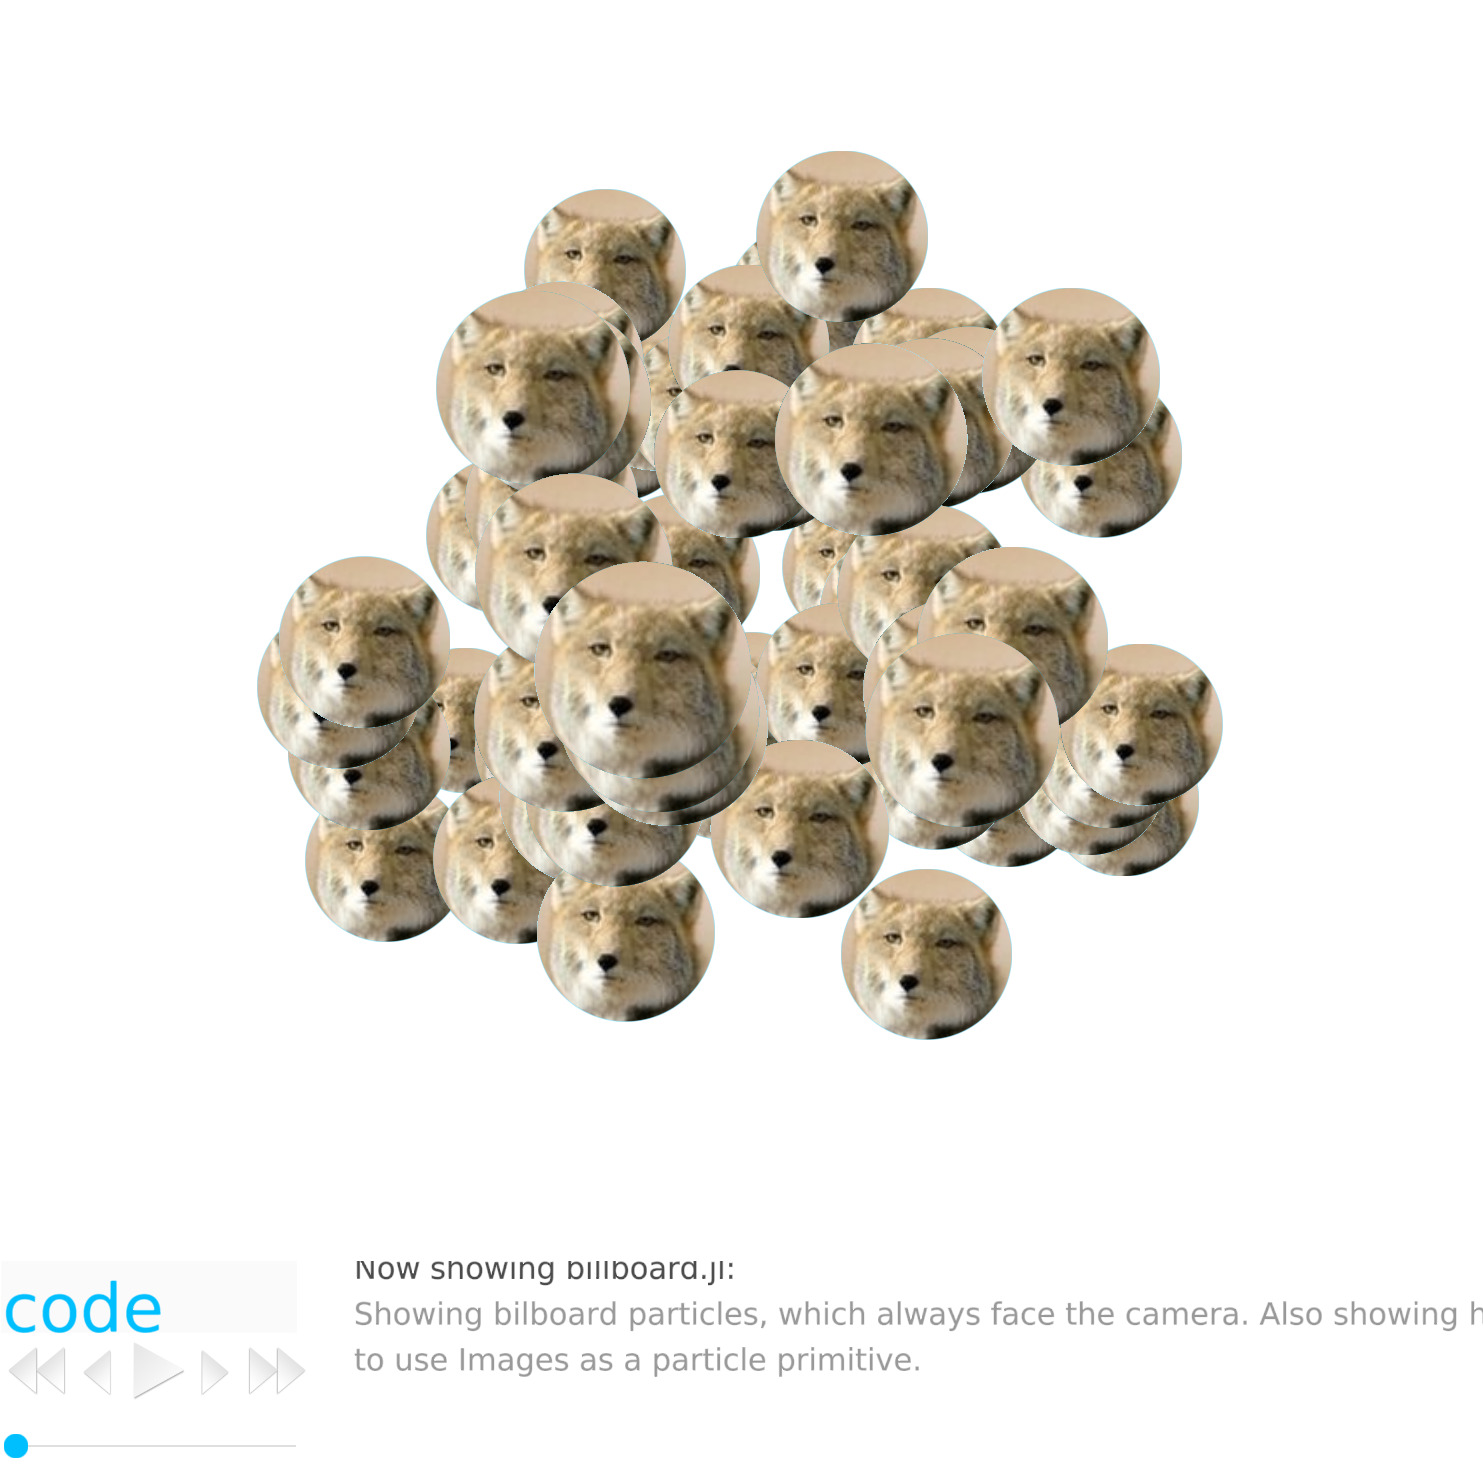 Now showing billboard.jl:
code
Showing bilboard particles, which always face the camera. Also showing
to use Images as a particle primitive.